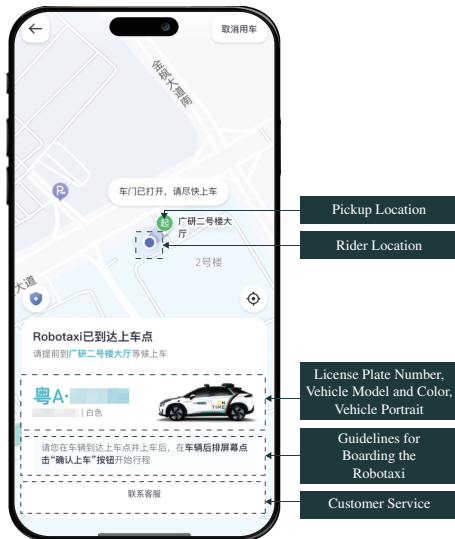 取消用车
金枫大道南
车门已打开，请尽快上车
Pickup Location
起
广研二号楼大
厅
Rider Location
2号楼
大道
Robotaxi已到达上车点
请提前到广研二号楼大厅等候上车
License Plate Number,
Vehicle Model and Color,
Vehicle Portrait
粤A·
ON
TIME
| 白色
Guidelines for
Boarding the
Robotaxi
请您在车辆到达上车点并上车后，在车辆后排屏幕点
击“确认上车”按钮开始行程
联系客服
Customer Service